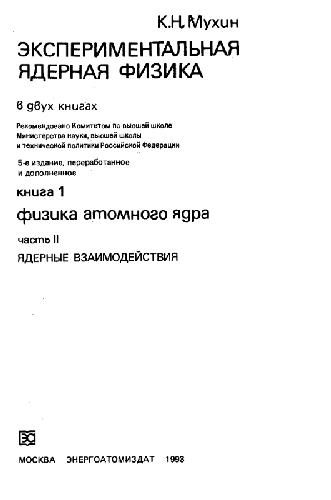 К.Н. Мухин
ЭКСПЕРИМЕНТАЛЬНАЯ
ЯДЕРНАЯ ФИЗИКА
в двух книгах
Рекомендовано Комитетом по высшей школе
Министерства науки, высшей школы
и технической политики Российской Федерации
5-е издание, переработанное
и дополненное
книга 1
физика атомного ядра
часть II
ЯДЕРНЫЕ ВЗАИМОДЕЙСТВИЯ
МОСКВА ЭНЕРГОАТОМИЗДАТ 1993